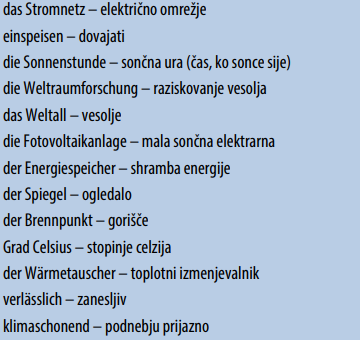 das Stromnetz – električno omrežje
einspeisen – dovajati
die Sonnenstunde – sončna ura (čas, ko sonce sije)
die Weltraumforschung – raziskovanje vesolja
das Weltall – vesolje
die Fotovoltaikanlage – mala sončna elektrarna
der Energiespeicher – shramba energije
der Spiegel – ogledalo
der Brennpunkt – gorišče
Grad Celsius – stopinje celzija
der Wärmetauscher – toplotni izmenjevalnik
verlässlich – zanesljiv
klimaschonend – podnebju prijazno